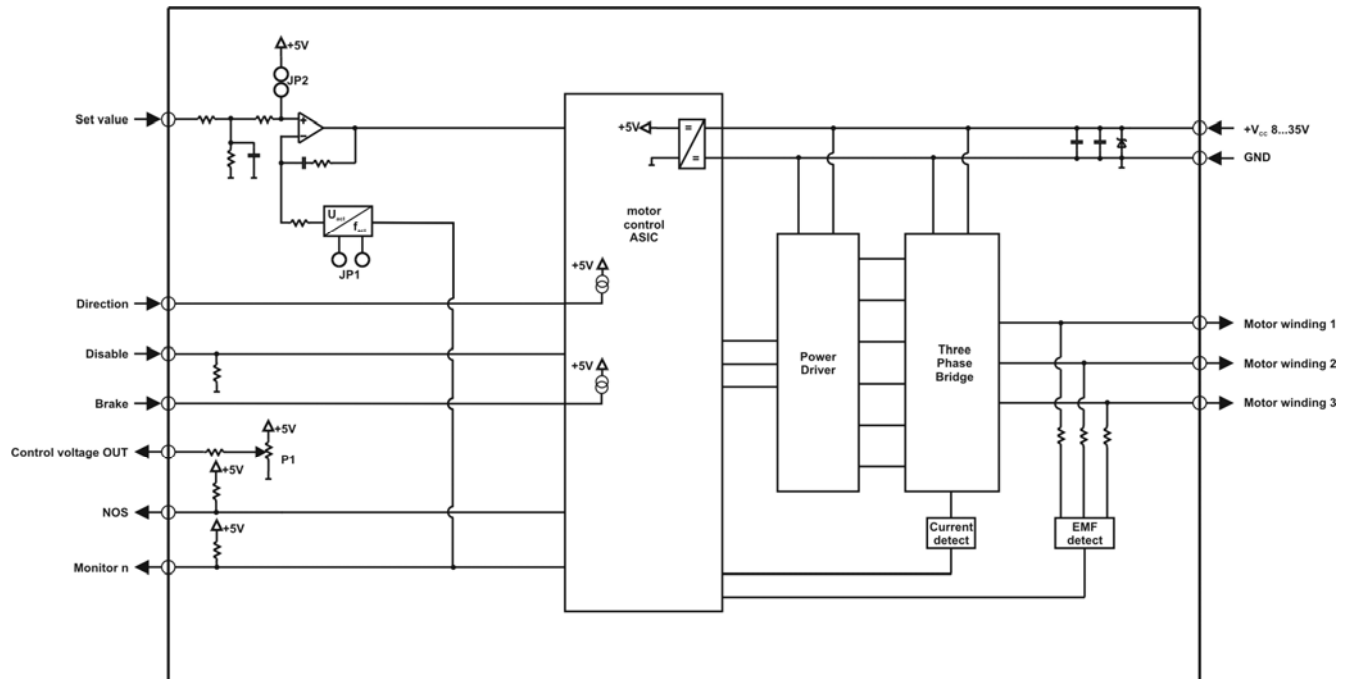 +5V
JP2
Set value
+
−
+5V
=
=
+Vcc 8...35V
GND
Uact
fact
JP1
motor
control
ASIC
+5V
Direction
Disable
+5V
Brake
+5V
Control voltage OUT
P1
+5V
NOS
+5V
Monitor n
Power
Driver
Three
Phase
Bridge
Motor winding 1
Motor winding 2
Motor winding 3
Current
detect
EMF
detect